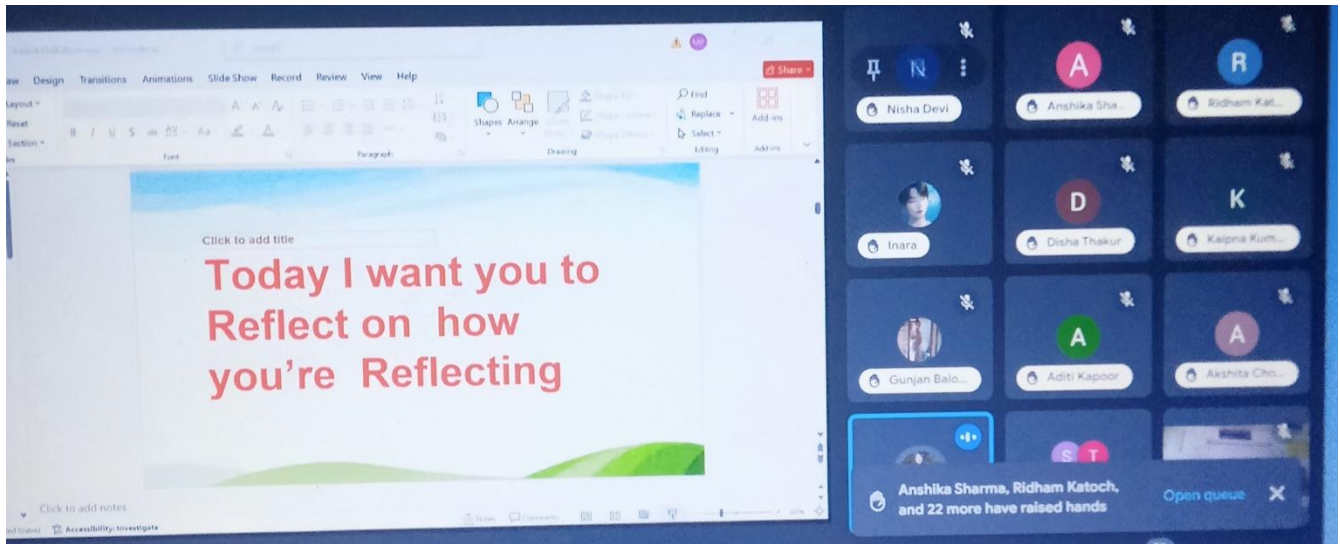 aw Design Transitions Animations Slide Show Record Review View Help
Share
Layout
Reset
Section
B I U S
Aa
Shapes Arrange
Find
Replace
Select
Add-ins
Font Paragraph Drawing Editing Add-ins
Click to add title
Today I want you to
Reflect on how
you're Reflecting
Click to add notes
Accessibility: Investigate
Notes
N
Nisha Devi
A
Anshika Sha...
R
Ridham Kat...
Inara
D
Disha Thakur
K
Kalpna Kum...
Gunjan Balo...
A
Aditi Kapoor
A
Akshita Cho...
S T
Anshika Sharma, Ridham Katoch,
and 22 more have raised hands
Open queue